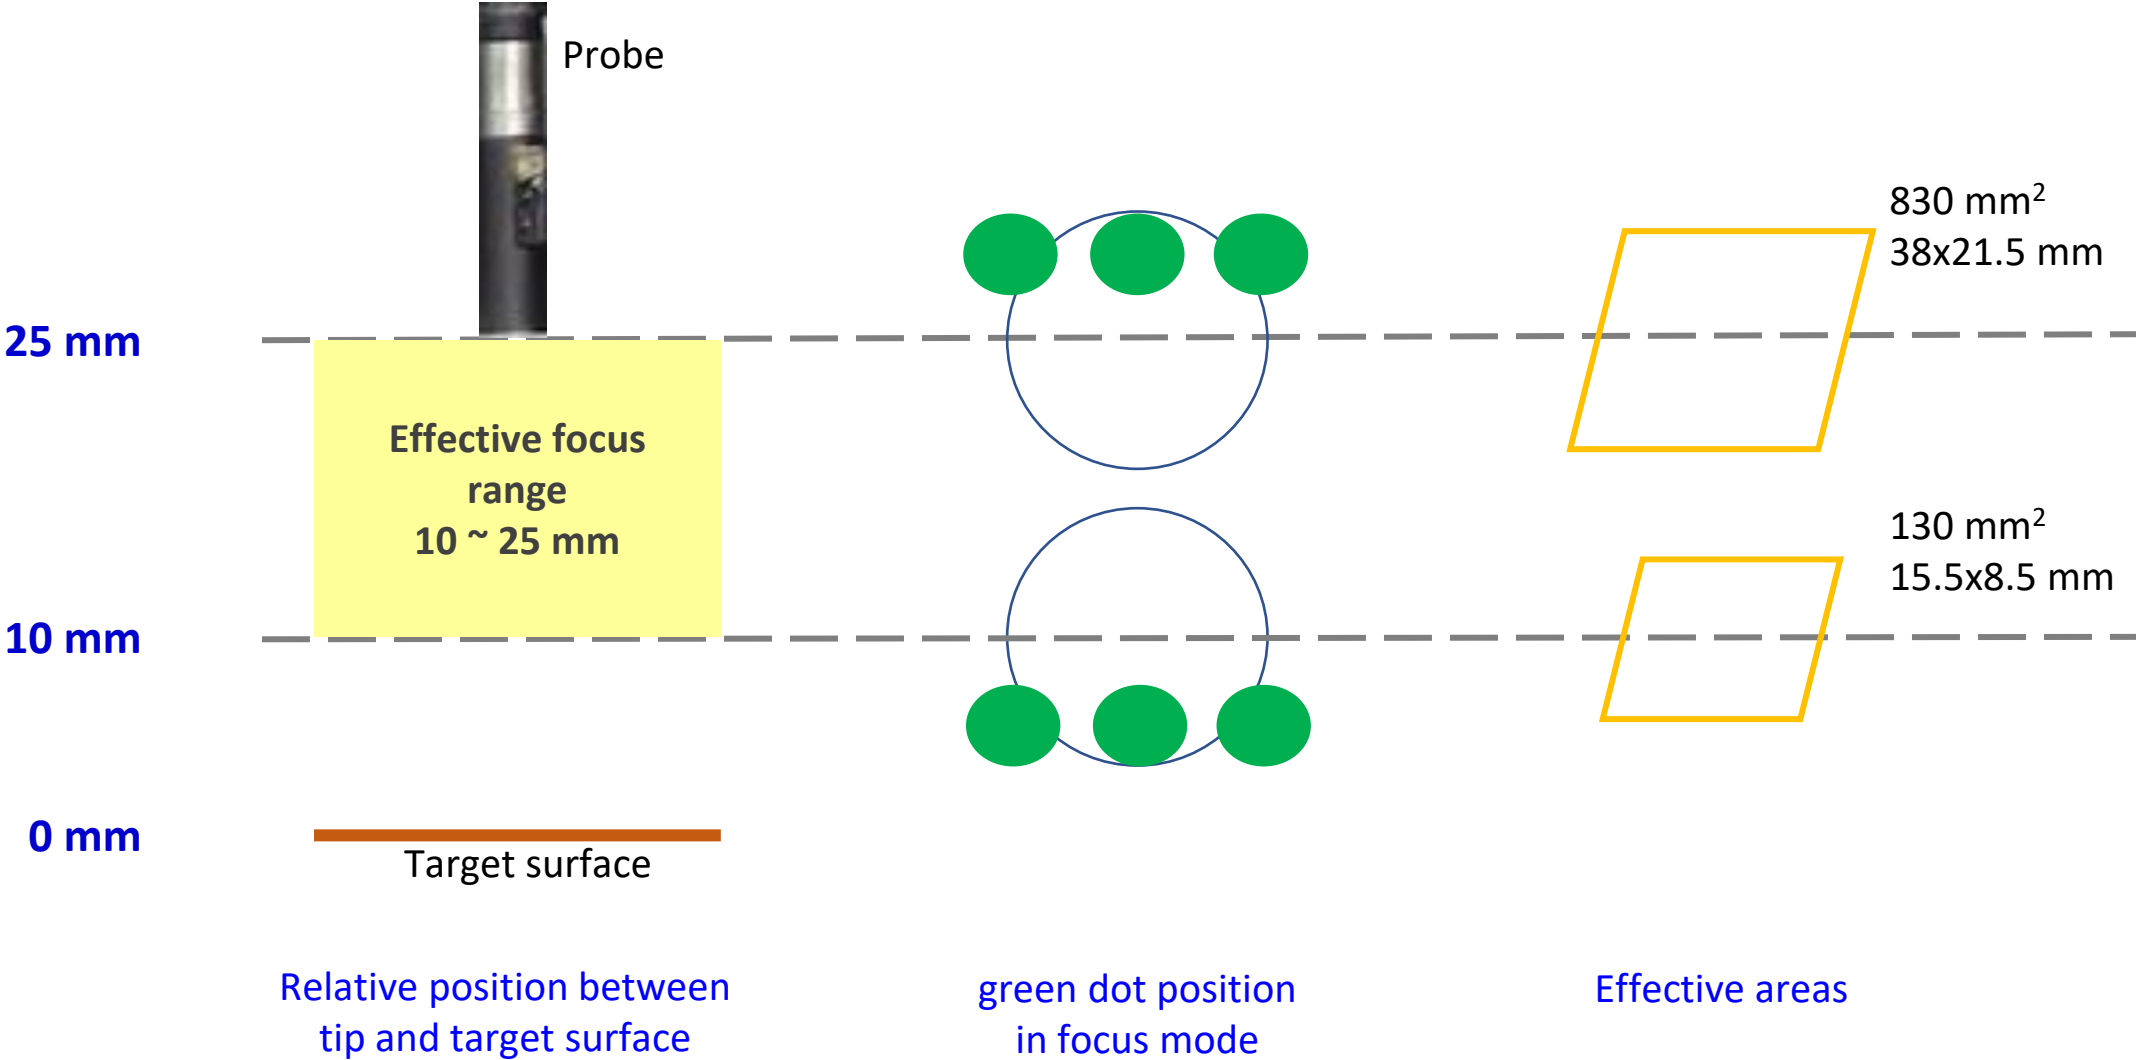 Probe
830 mm²
38x21.5 mm
25 mm
Effective focus
range
10 ~ 25 mm
130 mm²
15.5x8.5 mm
10 mm
0 mm
Target surface
Relative position between
tip and target surface
green dot position
in focus mode
Effective areas